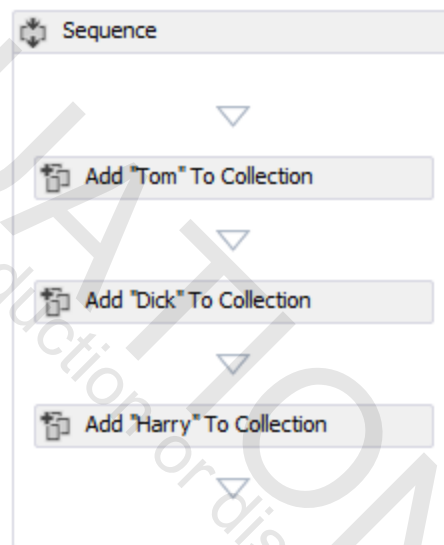 Sequence
Add "Tom" To Collection
Add "Dick" To Collection
Add "Harry" To Collection